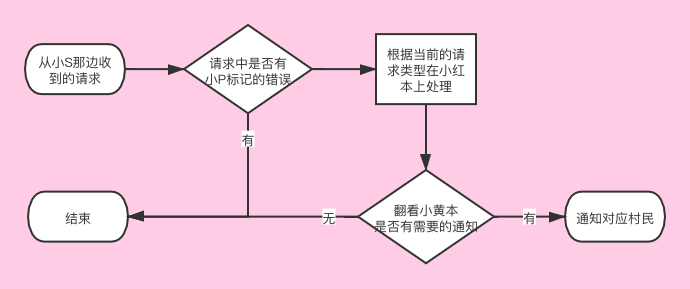 从小S那边收
到的请求
请求中是否有
小P标记的错误
根据当前的请
求类型在小红
本上处理
有
结束
无
翻看小黄本
是否有需要的通知
有
通知对应村民